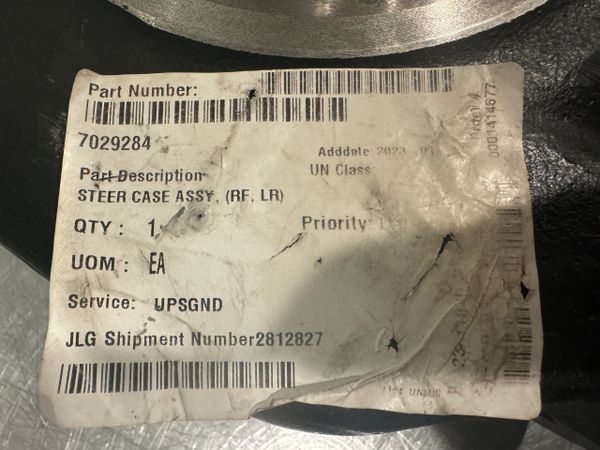 Part Number:
7029284
Adddate: 2023
Part Description
UN Class:
STEER CASE ASSY, (RF, LR)
QTY : 1
Priority:
UOM : EA
Service: UPSGND
JLG Shipment Number2812827
0001414677